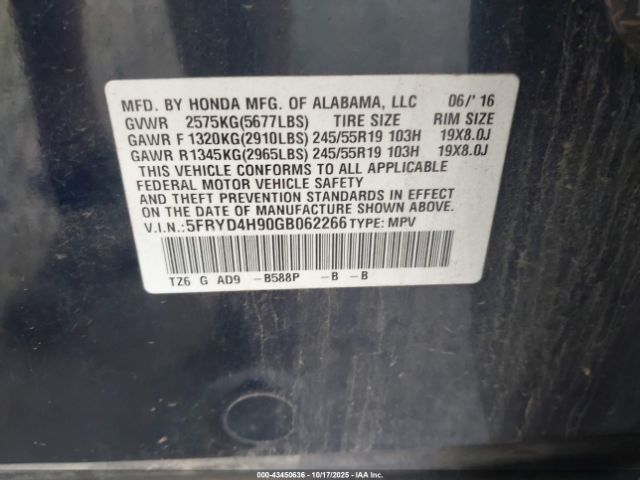 MFD. BY HONDA MFG. OF ALABAMA, LLC 06/'16
GVWR 2575KG(5677LBS) TIRE SIZE RIM SIZE
GAWR F 1320KG(2910LBS) 245/55R19 103H 19X8.0J
GAWR R 1345KG(2965LBS) 245/55R19 103H 19X8.0J
THIS VEHICLE CONFORMS TO ALL APPLICABLE
FEDERAL MOTOR VEHICLE SAFETY
AND THEFT PREVENTION STANDARDS IN EFFECT
ON THE DATE OF MANUFACTURE SHOWN ABOVE.
V.I.N.:5FRYD4H90GB062266 TYPE: MPV
TZ6 G AD9 -B588P -B -B
00-43450636 - 10/17/2025 - © IAA Holdings, LLC